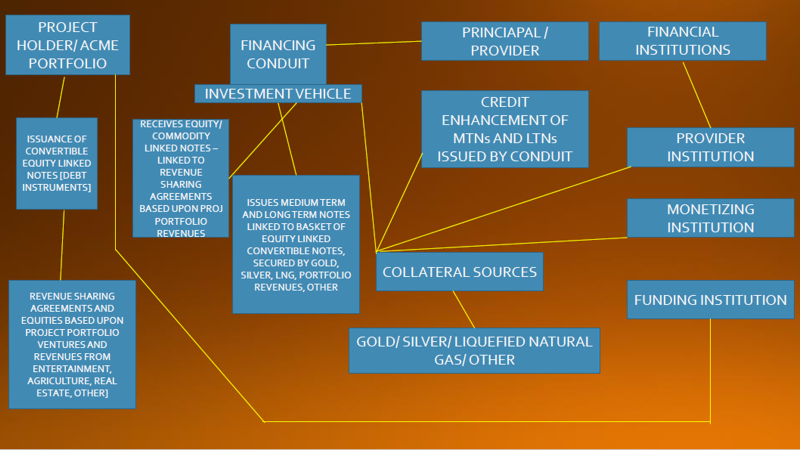 PROJECT
HOLDER/ ACME
PORTFOLIO
FINANCING
CONDUIT
PRINCIAPAL /
PROVIDER
FINANCIAL
INSTITUTIONS
INVESTMENT VEHICLE
ISSUANCE OF
CONVERTIBLE
EQUITY LINKED
NOTES [DEBT
INSTRUMENTS]
RECEIVES EQUITY/
COMMODITY
LINKED NOTES –
LINKED TO
REVENUE
SHARING
AGREEMENTS
BASED UPON PROJ
PORTFOLIO
REVENUES
CREDIT
ENHANCEMENT OF
MTNs AND LTNs
ISSUED BY CONDUIT
PROVIDER
INSTITUTION
ISSUES MEDIUM TERM
AND LONG TERM NOTES
LINKED TO BASKET OF
EQUITY LINKED
CONVERTIBLE NOTES,
SECURED BY GOLD,
SILVER, LNG, PORTFOLIO
REVENUES, OTHER
MONETIZING
INSTITUTION
COLLATERAL SOURCES
FUNDING INSTITUTION
REVENUE SHARING
AGREEMENTS AND
EQUITIES BASED UPON
PROJECT PORTFOLIO
VENTURES AND
REVENUES FROM
ENTERTAINMENT,
AGRICULTURE, REAL
ESTATE, OTHER]
GOLD/ SILVER/ LIQUEFIED NATURAL
GAS/ OTHER